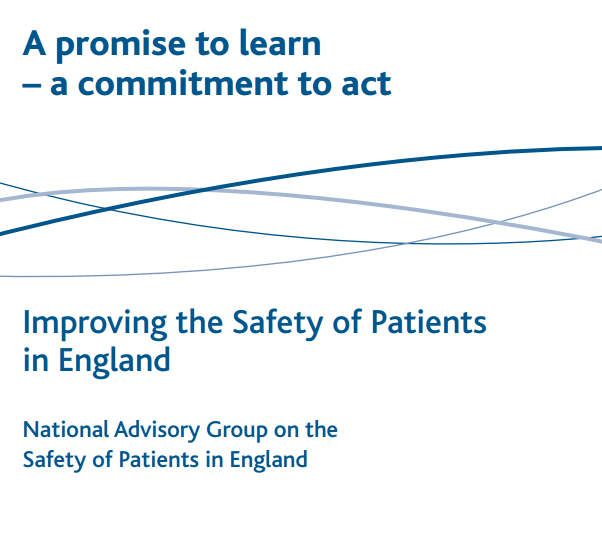 A promise to learn
– a commitment to act
Improving the Safety of Patients
in England
National Advisory Group on the
Safety of Patients in England